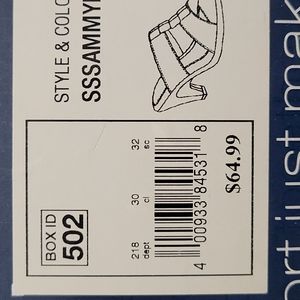 STYLE & COLO
SSSAMMY
BOX ID
502
218 30 32
dept cl sc
4 00933 84531 8
$64.99
ort just mak